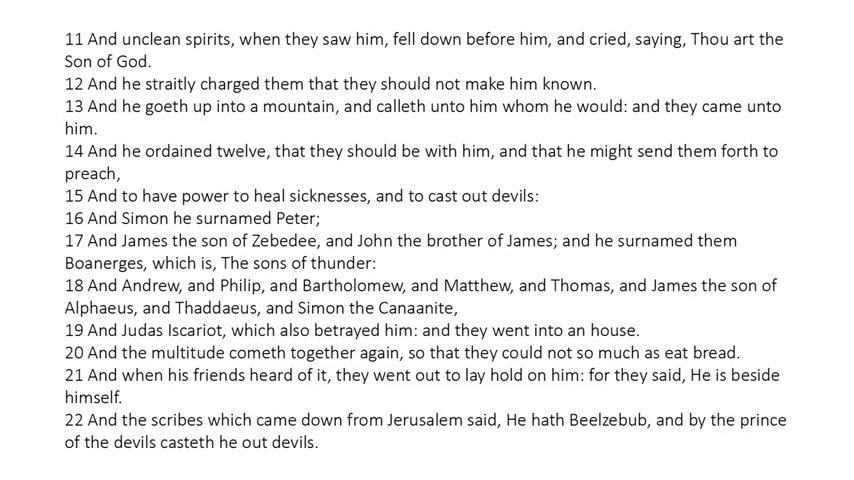 11 And unclean spirits, when they saw him, fell down before him, and cried, saying, Thou art the
Son of God.
12 And he straitly charged them that they should not make him known.
13 And he goeth up into a mountain, and calleth unto him whom he would: and they came unto
him.
14 And he ordained twelve, that they should be with him, and that he might send them forth to
preach,
15 And to have power to heal sicknesses, and to cast out devils:
16 And Simon he surnamed Peter;
17 And James the son of Zebedee, and John the brother of James; and he surnamed them
Boanerges, which is, The sons of thunder:
18 And Andrew, and Philip, and Bartholomew, and Matthew, and Thomas, and James the son of
Alphaeus, and Thaddaeus, and Simon the Canaanite,
19 And Judas Iscariot, which also betrayed him: and they went into an house.
20 And the multitude cometh together again, so that they could not so much as eat bread.
21 And when his friends heard of it, they went out to lay hold on him: for they said, He is beside
himself.
22 And the scribes which came down from Jerusalem said, He hath Beelzebub, and by the prince
of the devils casteth he out devils.